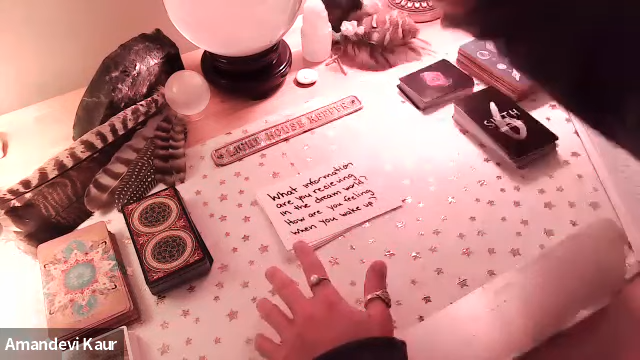 LIGHT HOUSE KEEPER
What information
are you recieving
in the dream world?
How are you feeling
when you wake up?
Amandevi Kaur